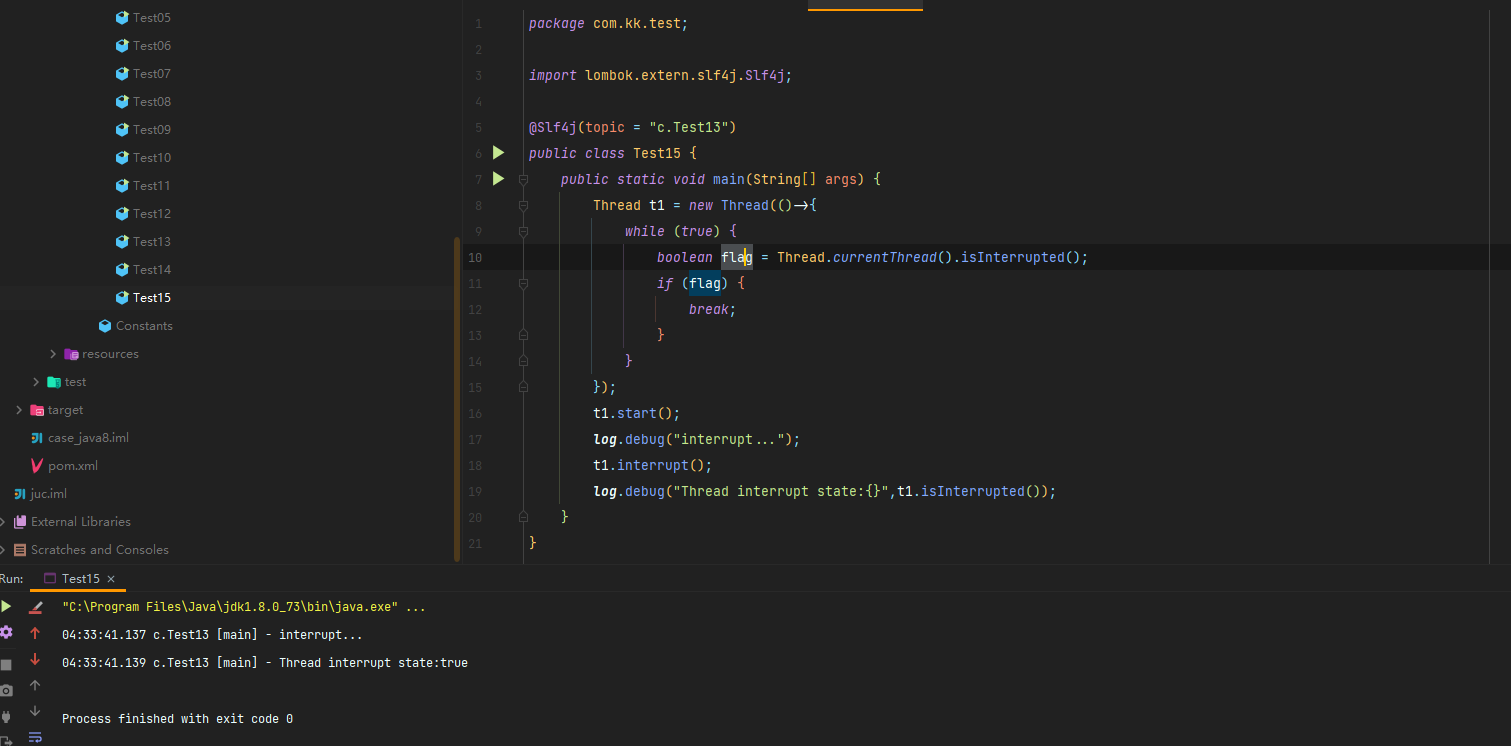 Test05
Test06
Test07
Test08
Test09
Test10
Test11
Test12
Test13
Test14
Test15
Constants
resources
test
target
case_java8.iml
pom.xml
juc.iml
External Libraries
Scratches and Consoles
1 package com.kk.test;
2
3 import lombok.extern.slf4j.Slf4j;
4
5 @Slf4j(topic = "c.Test13")
6 public class Test15 {
7 public static void main(String[] args) {
8 Thread t1 = new Thread(()->{
9 while (true) {
10 boolean flag = Thread.currentThread().isInterrupted();
11 if (flag) {
12 break;
13 }
14 }
15 });
16 t1.start();
17 log.debug("interrupt...");
18 t1.interrupt();
19 log.debug("Thread interrupt state:{}",t1.isInterrupted());
20 }
21 }
Run: Test15 ×
"C:\Program Files\Java\jdk1.8.0_73\bin\java.exe" ...
04:33:41.137 c.Test13 [main] - interrupt...
04:33:41.139 c.Test13 [main] - Thread interrupt state:true
Process finished with exit code 0